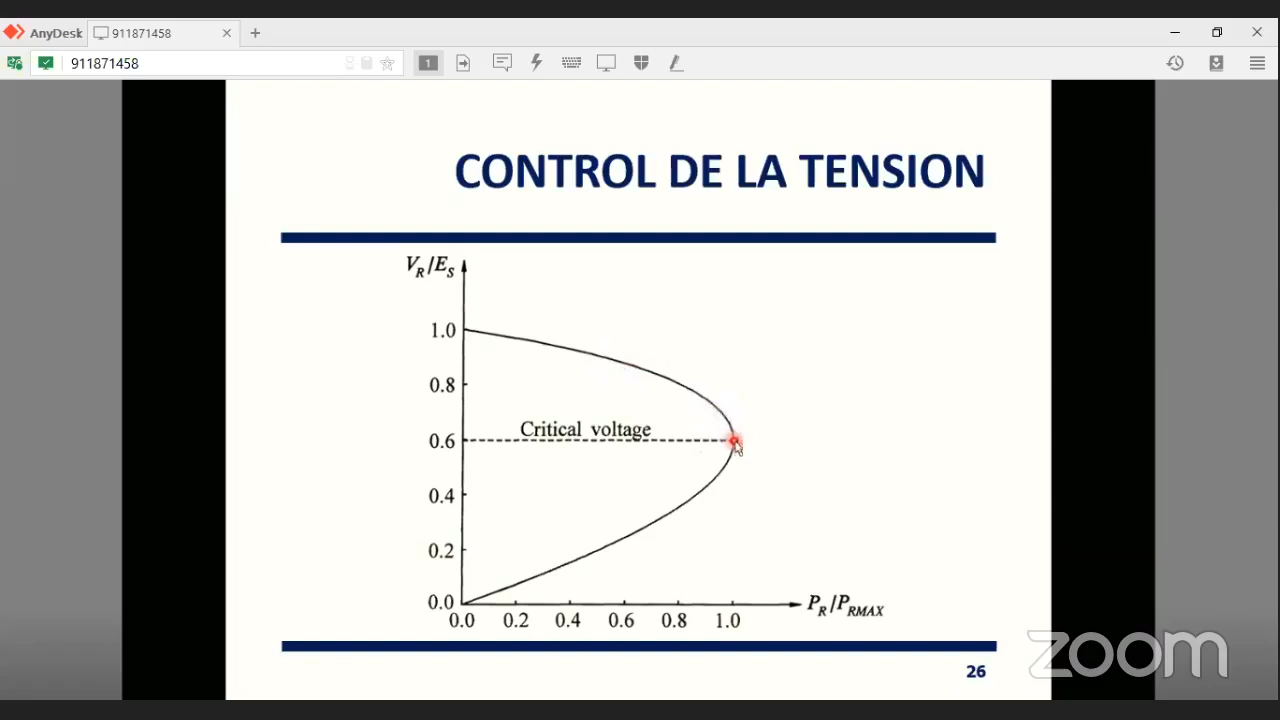 AnyDesk 911871458
911871458 1
CONTROL DE LA TENSION
V_R/E_S
1.0
0.8
Critical voltage
0.6
0.4
0.2
0.0
P_R/P_RMAX
0.0 0.2 0.4 0.6 0.8 1.0
zoom
26